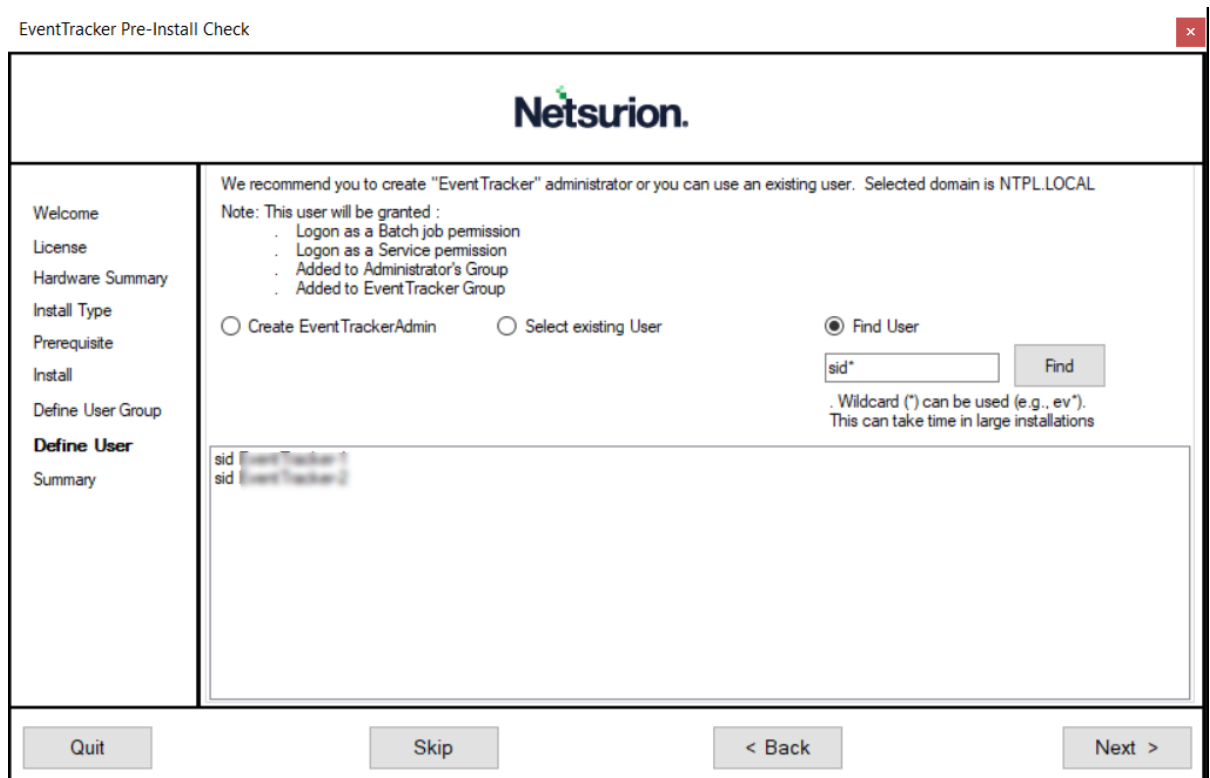 EventTracker Pre-Install Check
x
Netsurion.
We recommend you to create "EventTracker" administrator or you can use an existing user. Selected domain is NTPL.LOCAL
Note: This user will be granted :
. Logon as a Batch job permission
. Logon as a Service permission
. Added to Administrator's Group
. Added to EventTracker Group
Create EventTrackerAdmin
Select existing User
Find User
sid*
Find
. Wildcard (*) can be used (e.g., ev*).
This can take time in large installations
sid
sid
Welcome
License
Hardware Summary
Install Type
Prerequisite
Install
Define User Group
Define User
Summary
Quit
Skip
< Back
Next >